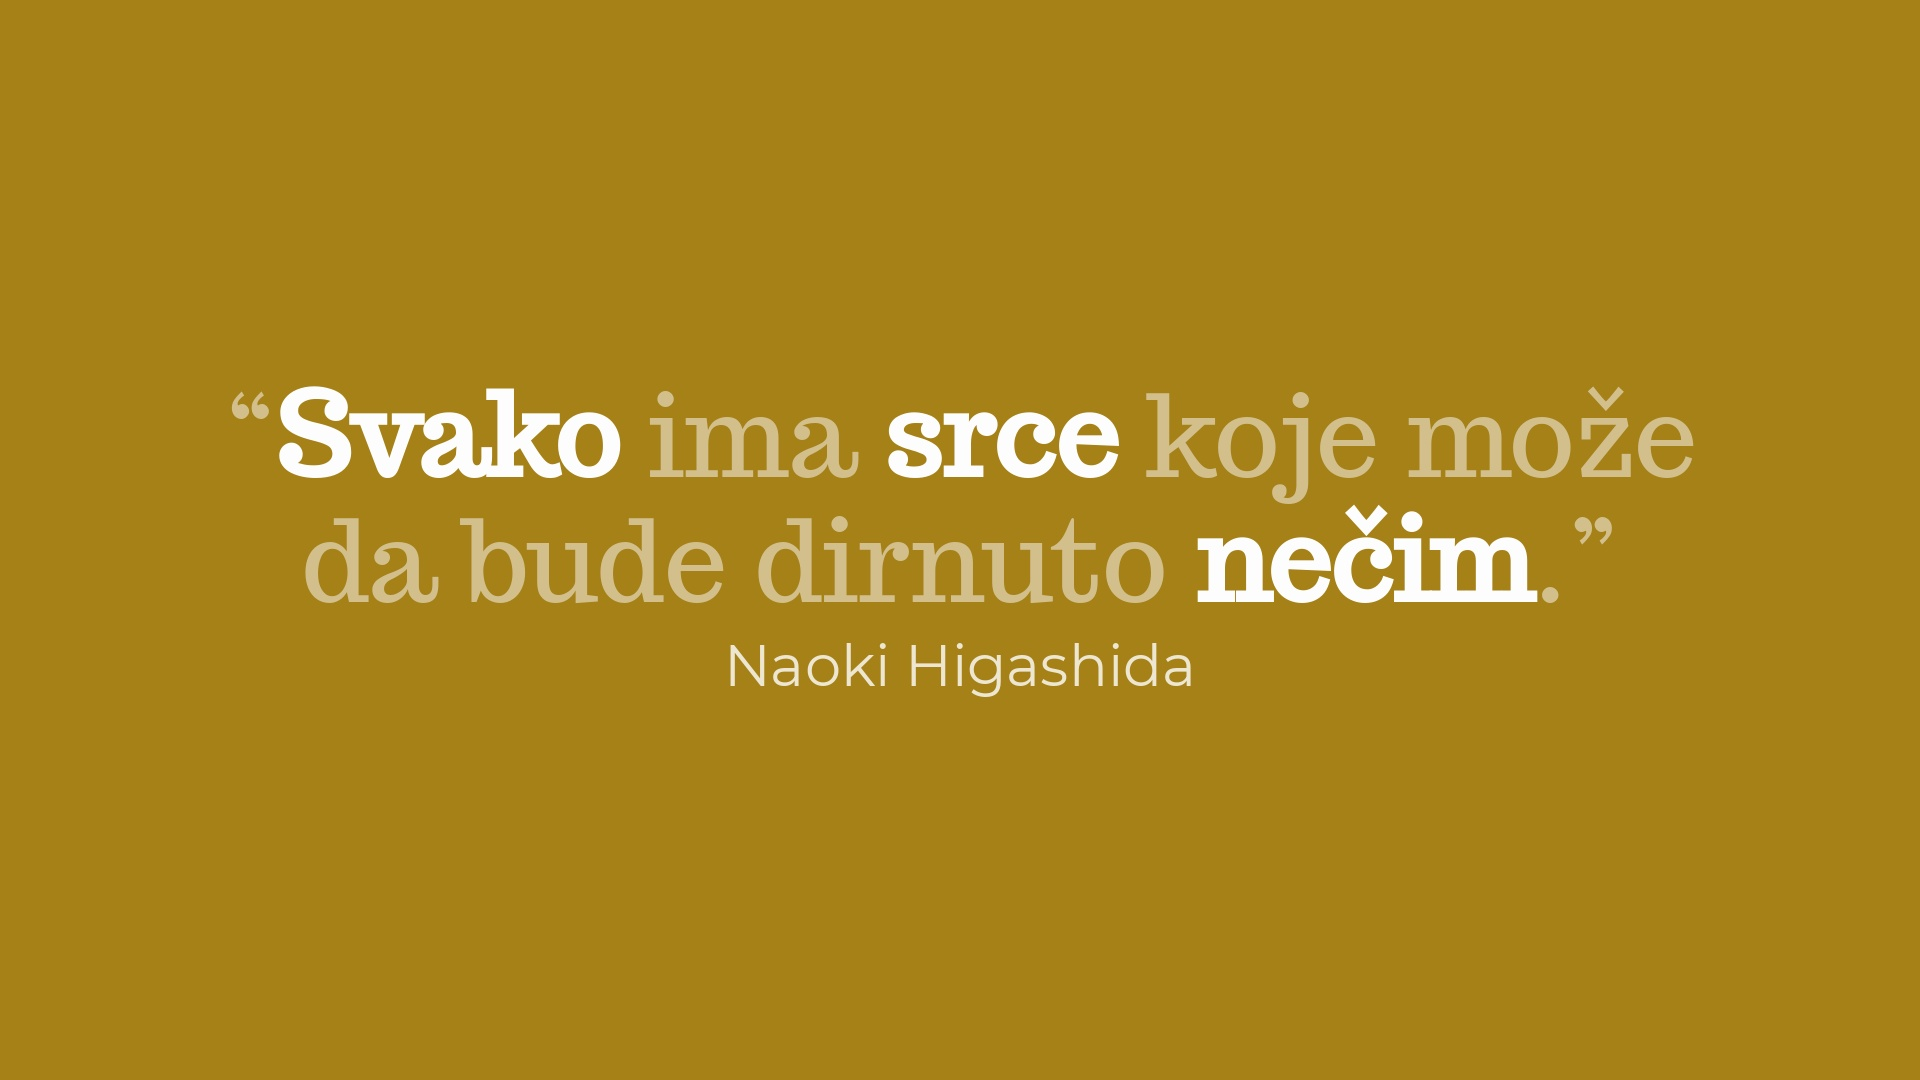 “Svako ima srce koje može
da bude dirnuto nečim.”
Naoki Higashida